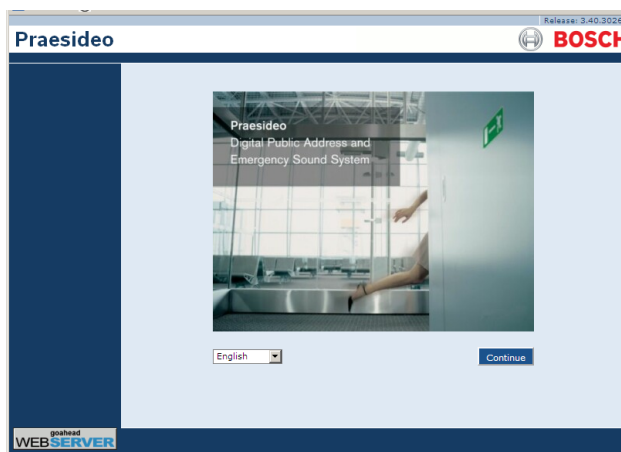 Release: 3.40.3026
Praesideo
BOSCH
Praesideo
Digital Public Address and
Emergency Sound System
English
Continue
goahead
WEBSERVER